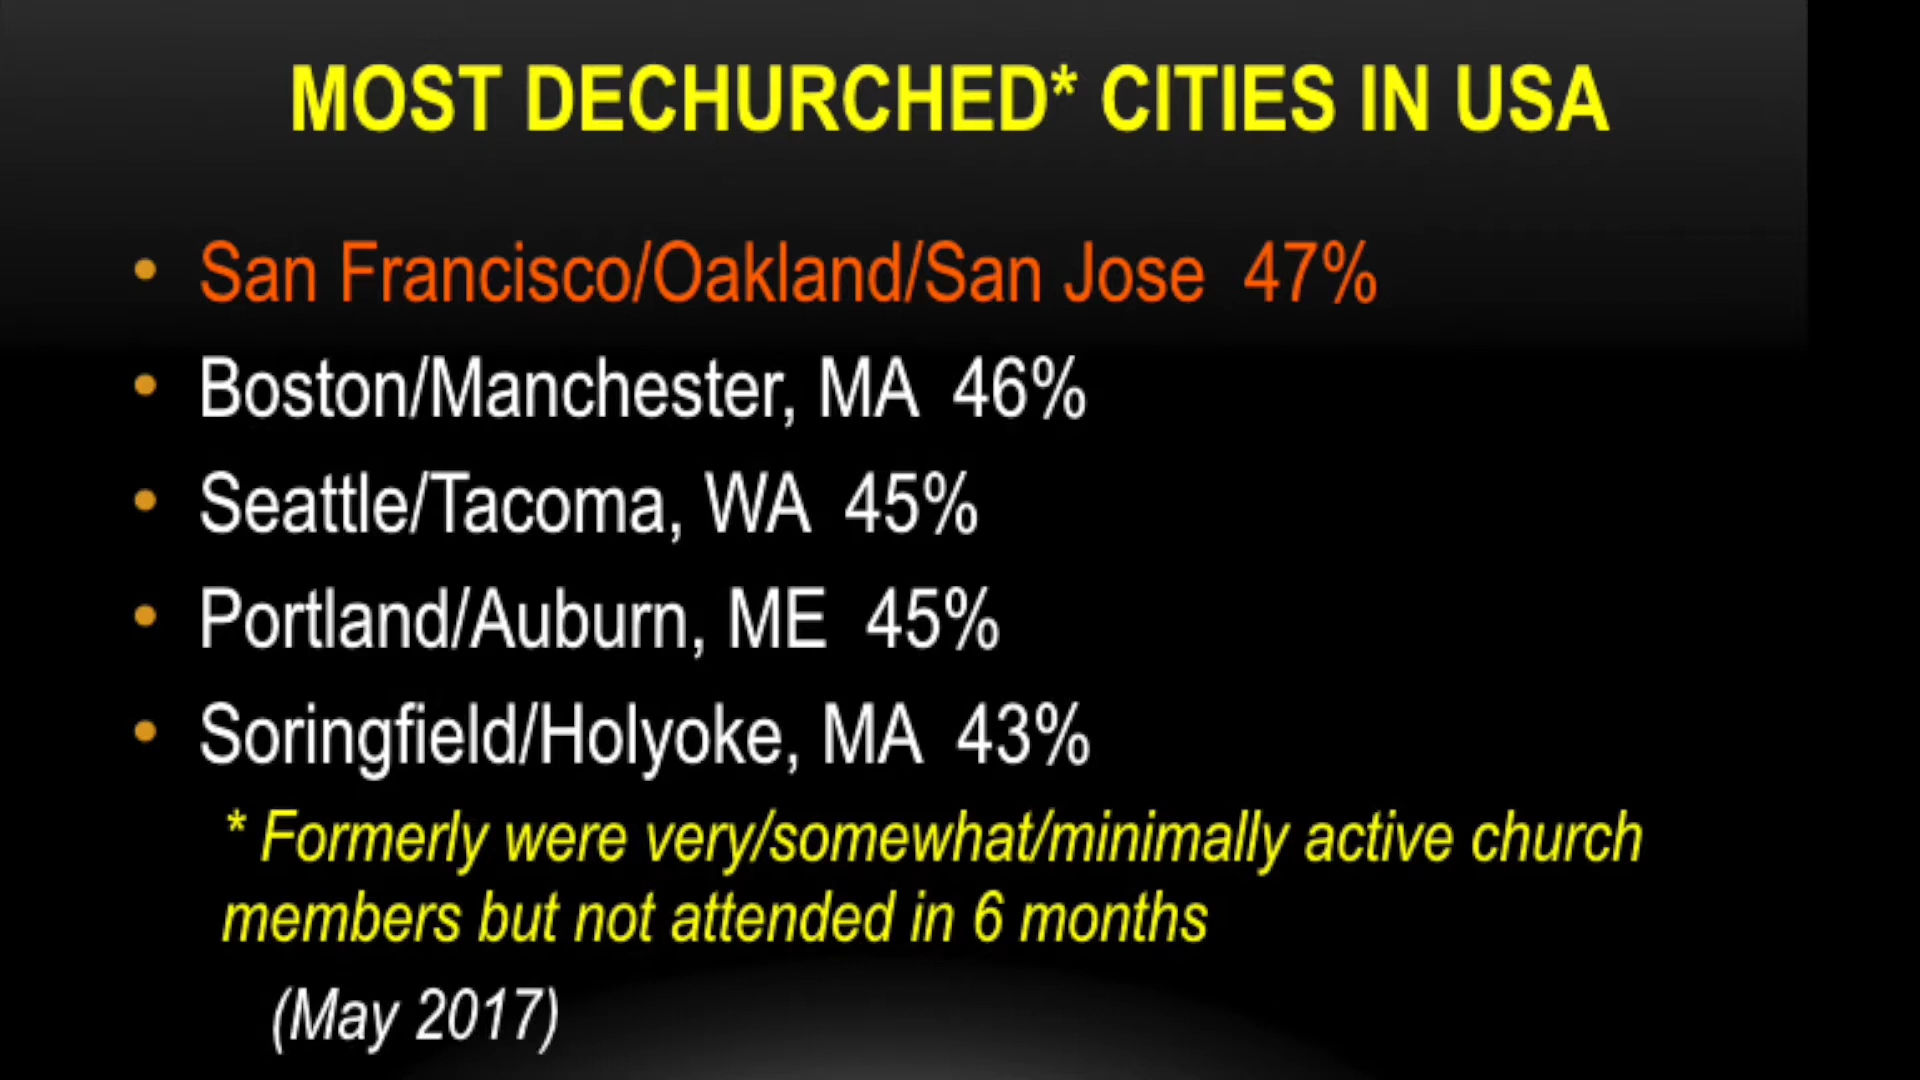 MOST DECHURCHED* CITIES IN USA
• San Francisco/Oakland/San Jose 47%
• Boston/Manchester, MA 46%
• Seattle/Tacoma, WA 45%
• Portland/Auburn, ME 45%
• Soringfield/Holyoke, MA 43%
* Formerly were very/somewhat/minimally active church
members but not attended in 6 months
(May 2017)